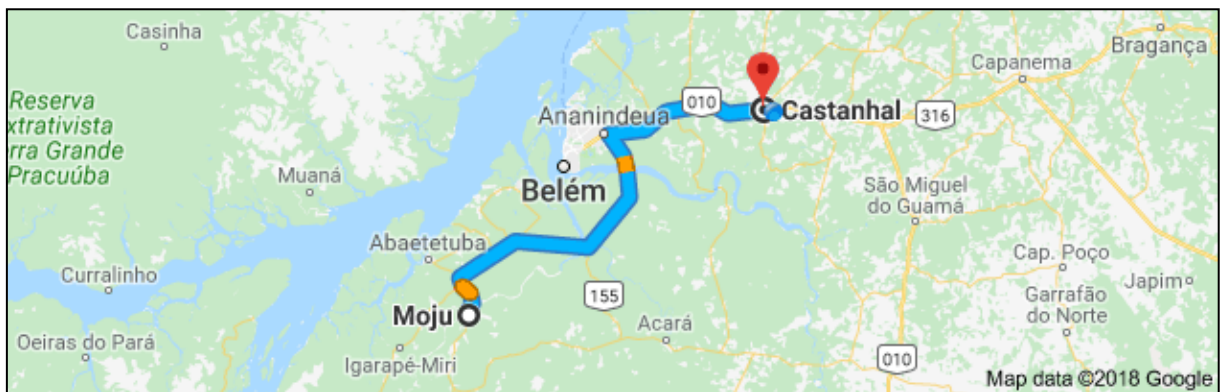 Casinha
Bragança
Capanema
Reserva
xtrativista
rra Grande
Pracuúba
010
Castanhal
316
Ananindeua
Muaná
Belém
São Miguel
do Guamá
Abaetetuba
Cap. Poço
Curralinho
Japim
155
Moju
Garrafão
do Norte
Acará
Oeiras do Pará
Igarapé-Miri
010
Map data ©2018 Google